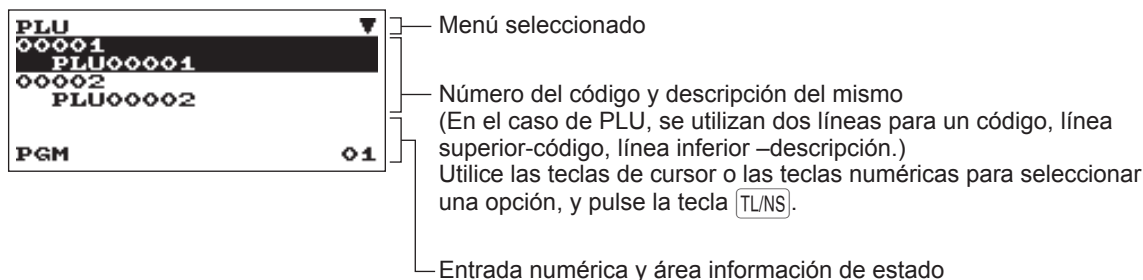 PLU ▼
00001
PLU00001
00002
PLU00002
PGM 01
Menú seleccionado
Número del código y descripción del mismo
(En el caso de PLU, se utilizan dos líneas para un código, línea
superior-código, línea inferior –descripción.)
Utilice las teclas de cursor o las teclas numéricas para seleccionar
una opción, y pulse la tecla TL/NS.
Entrada numérica y área información de estado